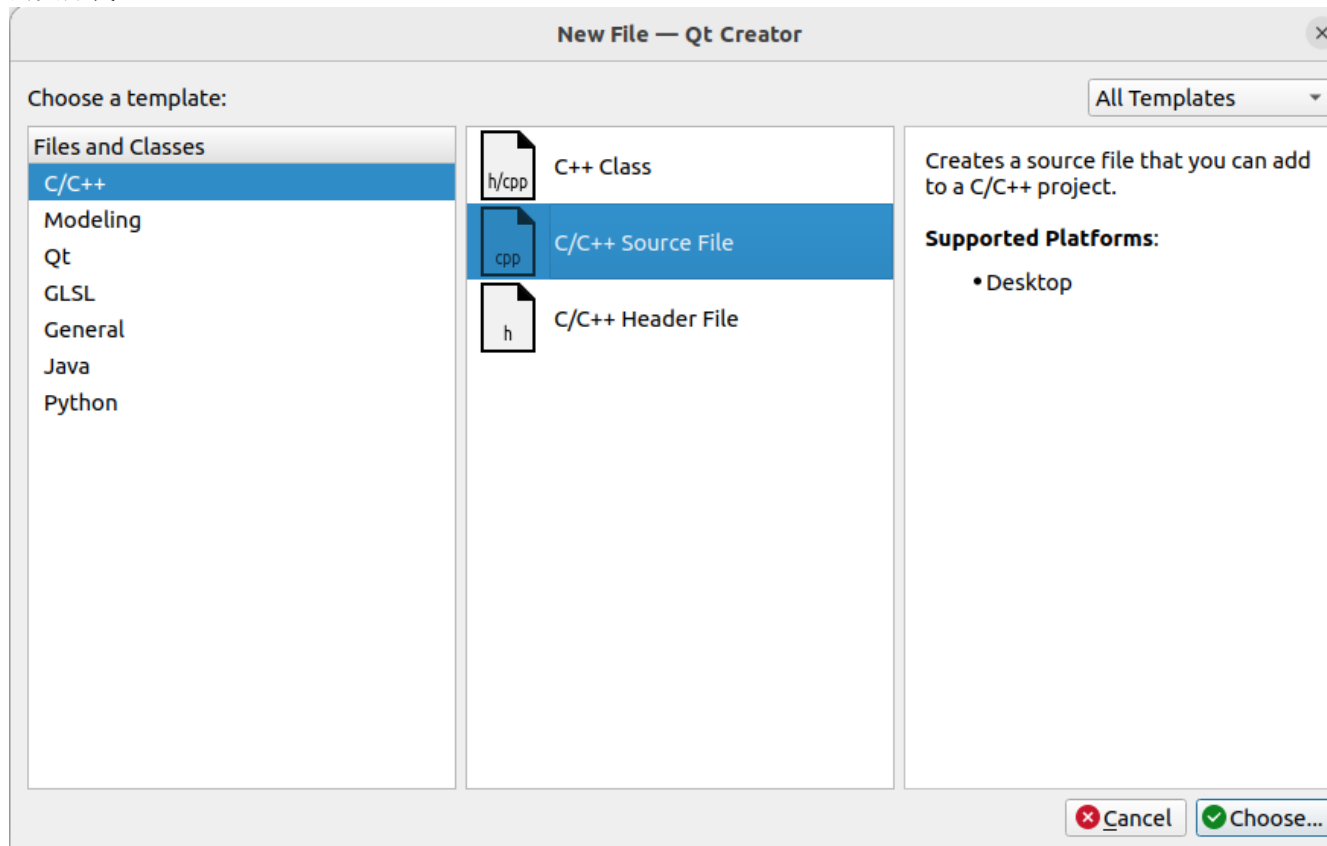 New File — Qt Creator
Choose a template:
All Templates
Files and Classes
C/C++
Modeling
Qt
GLSL
General
Java
Python
h/cpp
C++ Class
cpp
C/C++ Source File
h
C/C++ Header File
Creates a source file that you can add
to a C/C++ project.
Supported Platforms:
• Desktop
Cancel
Choose...